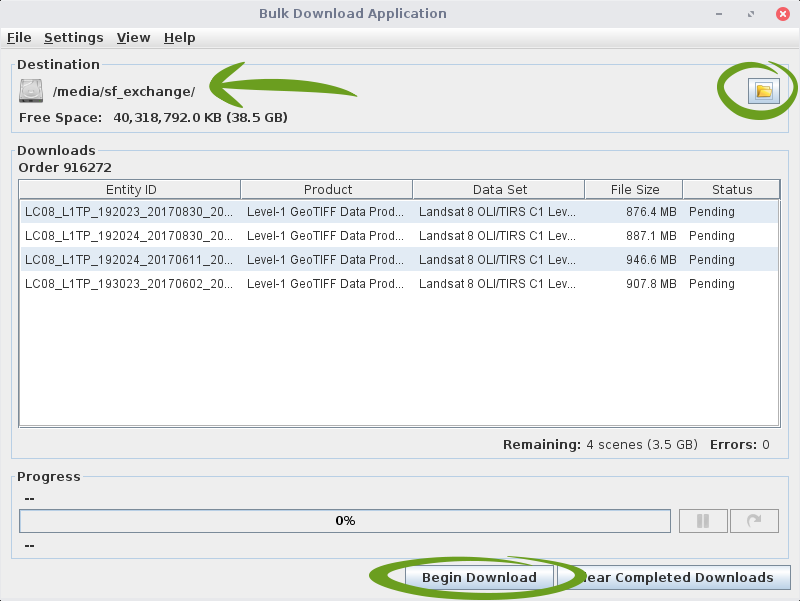 Bulk Download Application
File Settings View Help
Destination
/media/sf_exchange/
Free Space: 40,318,792.0 KB (38.5 GB)
Downloads
Order 916272
Entity ID Product Data Set File Size Status
LC08_L1TP_192023_20170830_20... Level-1 GeoTIFF Data Prod... Landsat 8 OLI/TIRS C1 Lev... 876.4 MB Pending
LC08_L1TP_192024_20170830_20... Level-1 GeoTIFF Data Prod... Landsat 8 OLI/TIRS C1 Lev... 887.1 MB Pending
LC08_L1TP_192024_20170611_20... Level-1 GeoTIFF Data Prod... Landsat 8 OLI/TIRS C1 Lev... 946.6 MB Pending
LC08_L1TP_193023_20170602_20... Level-1 GeoTIFF Data Prod... Landsat 8 OLI/TIRS C1 Lev... 907.8 MB Pending
Remaining: 4 scenes (3.5 GB) Errors: 0
Progress
--
0%
--
Begin Download lear Completed Downloads